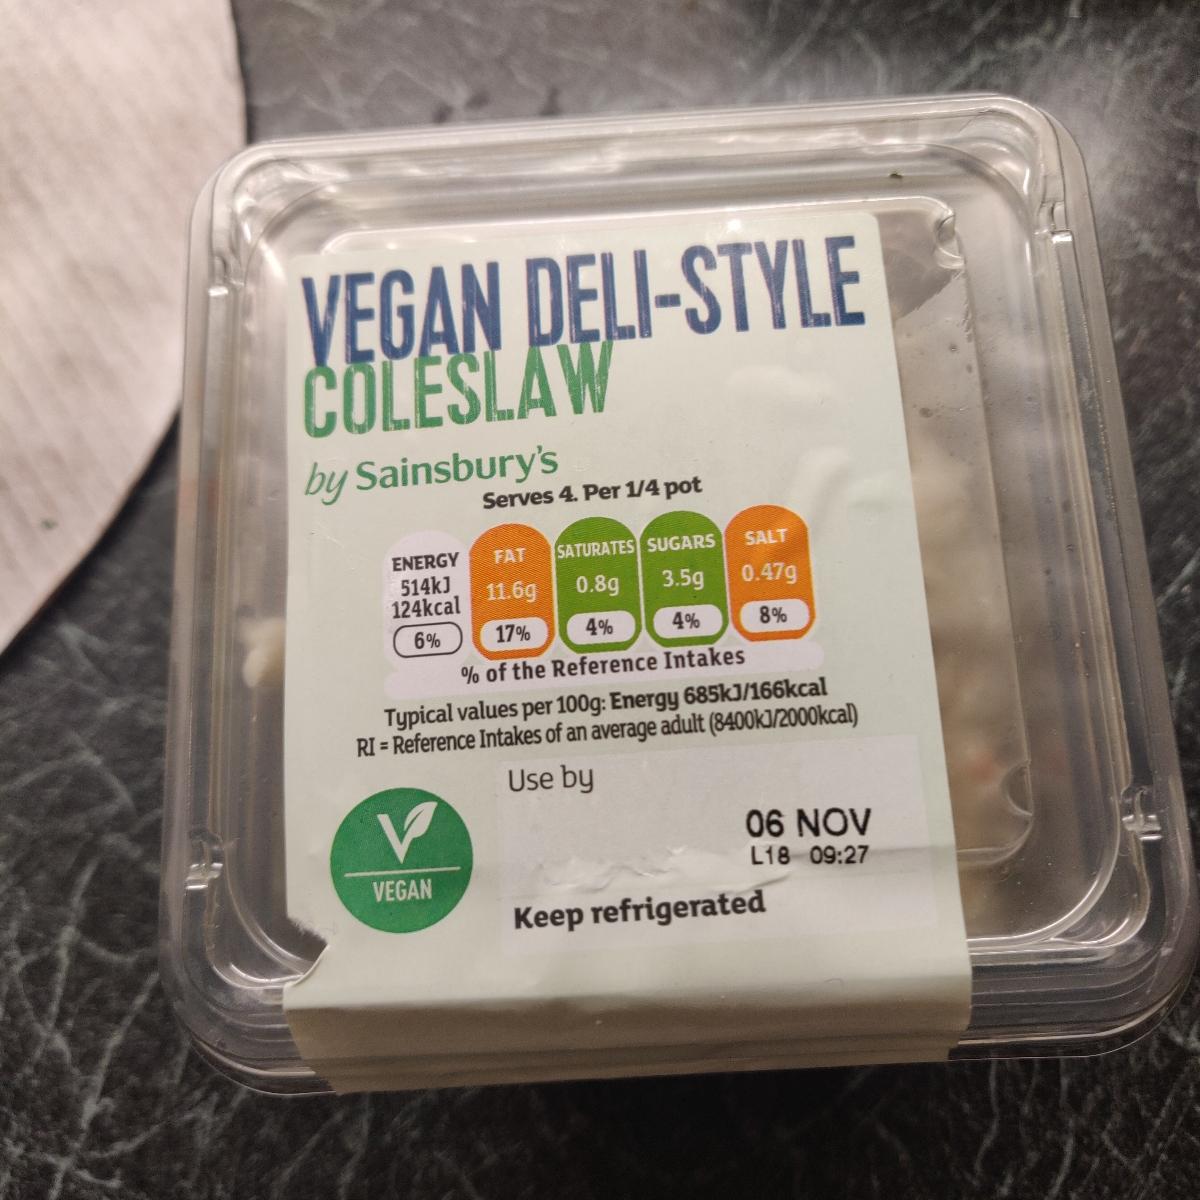 VEGAN DELI-STYLE
COLESLAW
by Sainsbury's
Serves 4. Per 1/4 pot
ENERGY
514kJ
124kcal
6%
FAT
11.6g
17%
SATURATES
0.8g
4%
SUGARS
3.5g
4%
SALT
0.47g
8%
% of the Reference Intakes
Typical values per 100g: Energy 685kJ/166kcal
RI = Reference Intakes of an average adult (8400kJ/2000kcal)
Use by
06 NOV
L18 09:27
Keep refrigerated
V
VEGAN